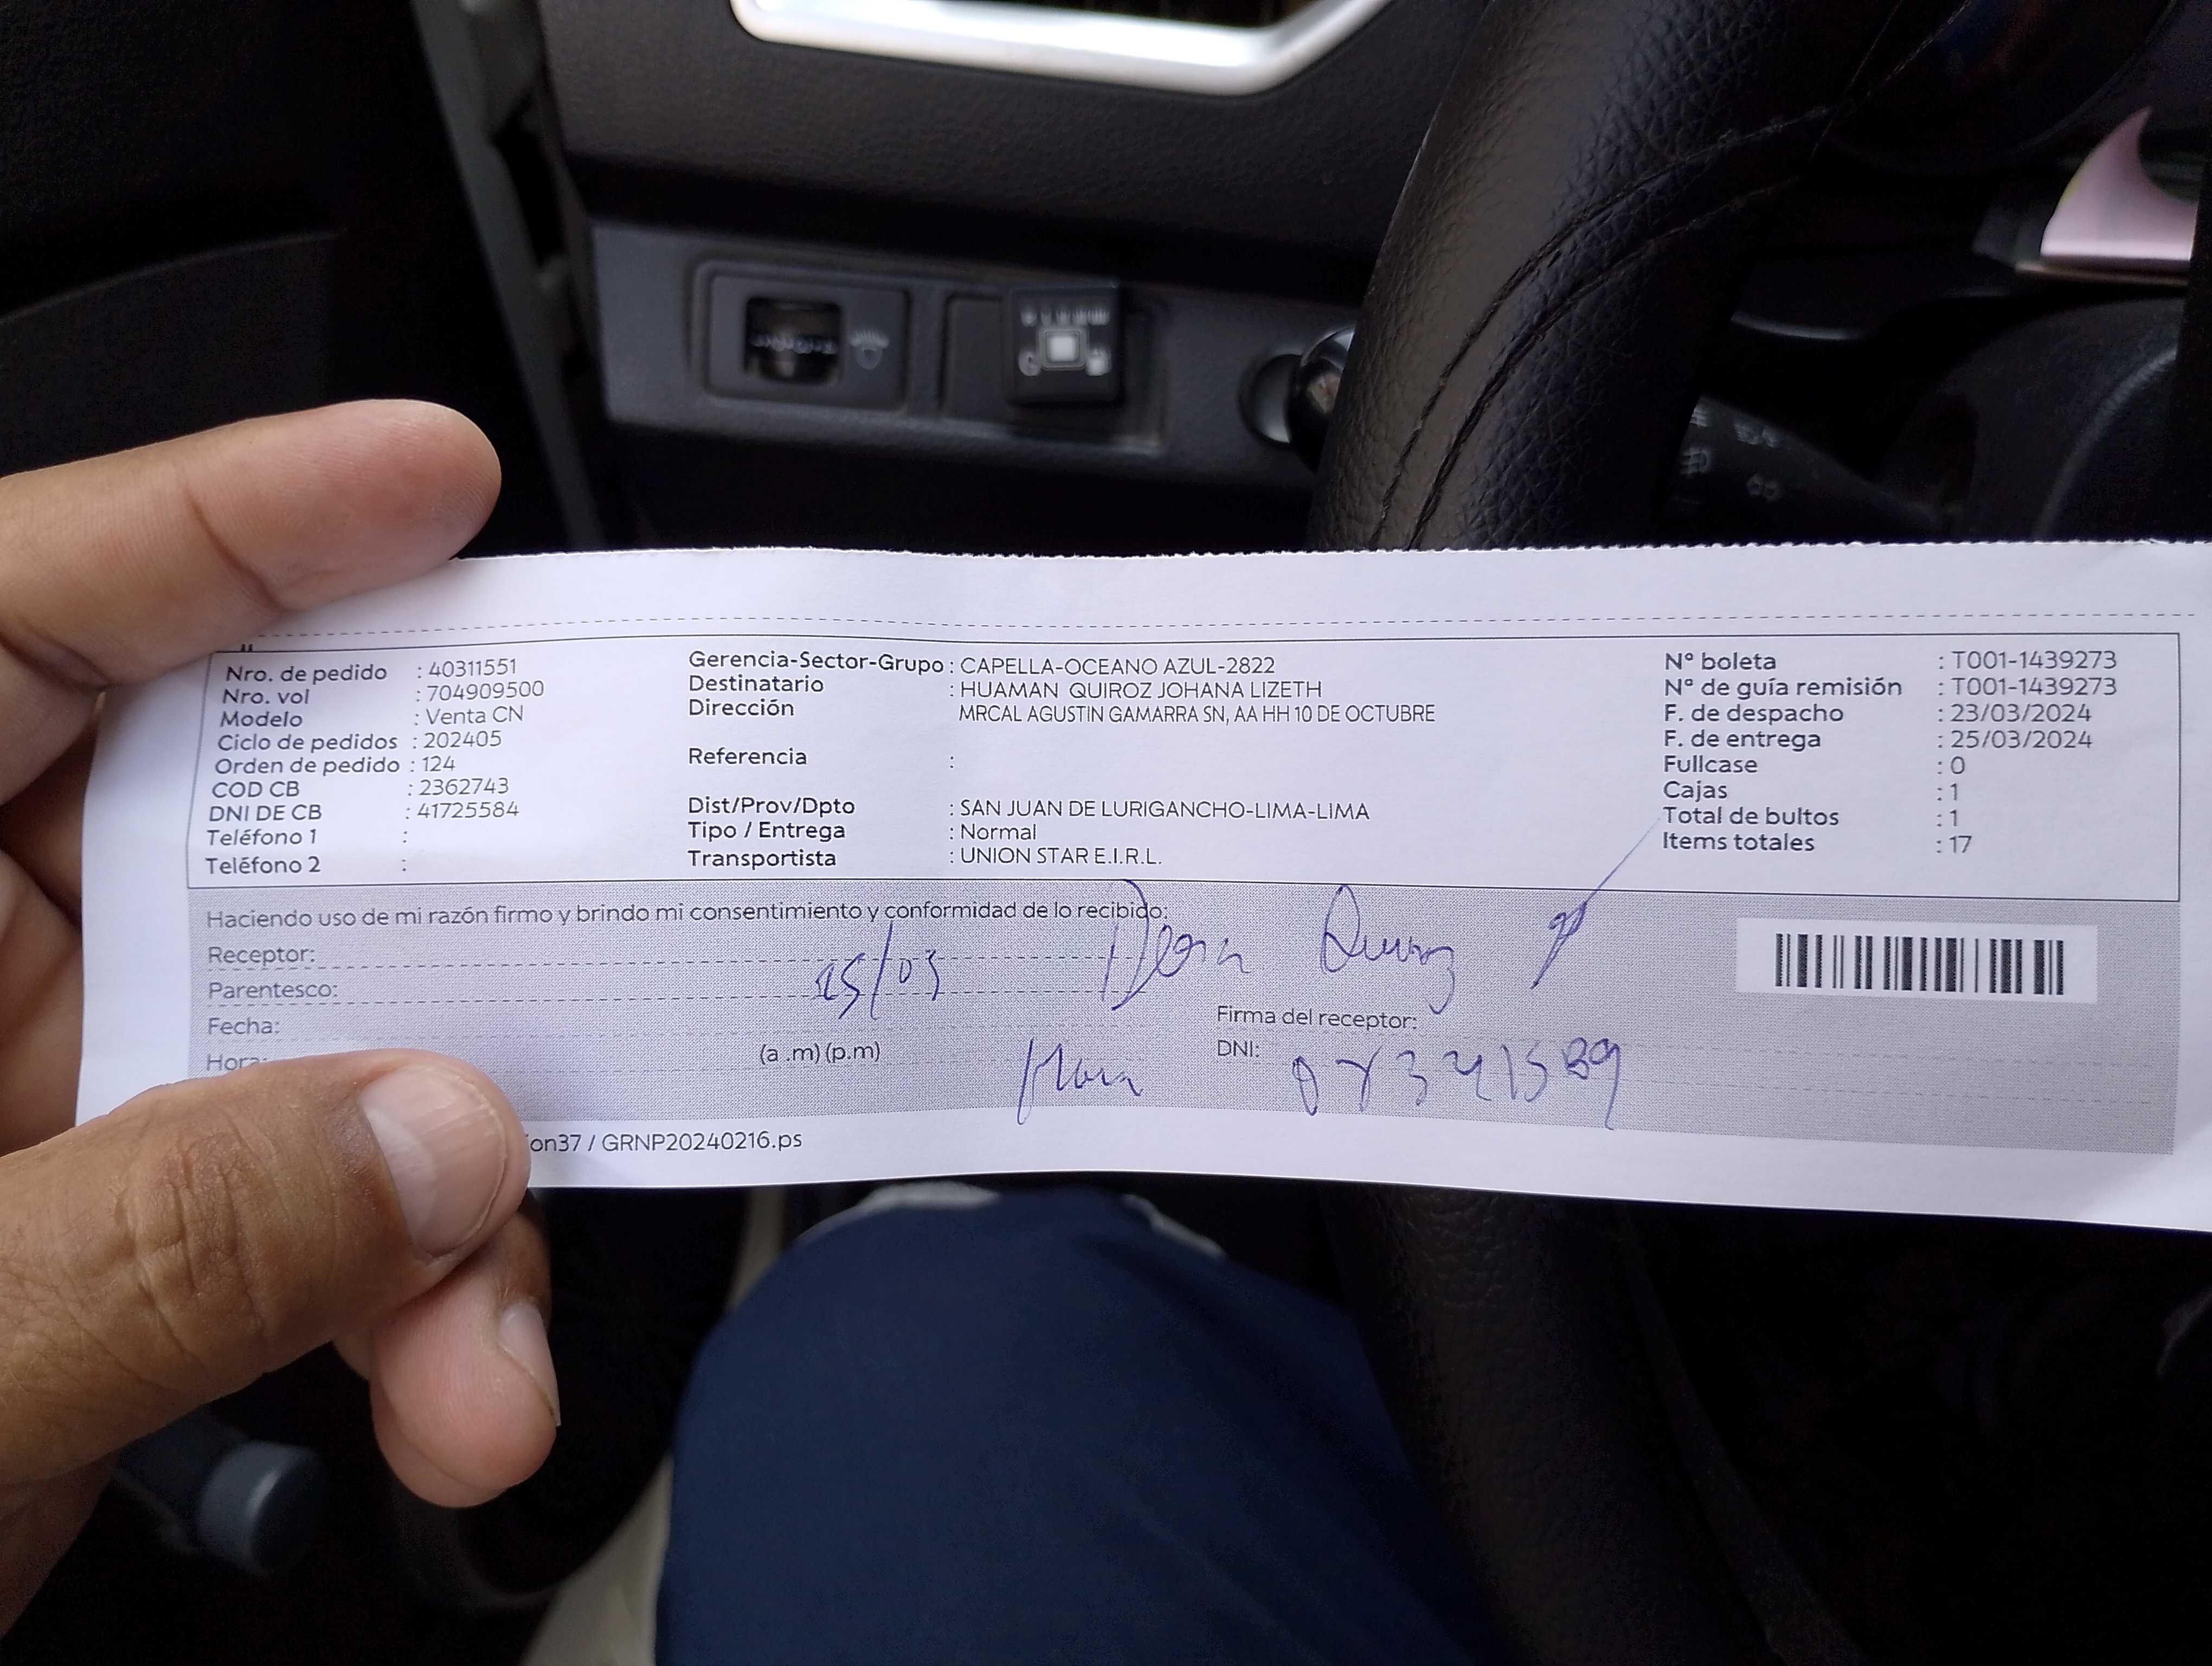 Nro. de pedido : 40311551
Nro. vol : 704909500
Modelo : Venta CN
Ciclo de pedidos : 202405
Orden de pedido : 124
COD CB : 2362743
DNI DE CB : 41725584
Teléfono 1 :
Teléfono 2 :
Gerencia-Sector-Grupo : CAPELLA-OCEANO AZUL-2822
Destinatario : HUAMAN QUIROZ JOHANA LIZETH
Dirección MRCAL AGUSTIN GAMARRA SN, AA HH 10 DE OCTUBRE
Referencia :
Dist/Prov/Dpto : SAN JUAN DE LURIGANCHO-LIMA-LIMA
Tipo / Entrega : Normal
Transportista : UNION STAR E.I.R.L.
N° boleta : T001-1439273
N° de guía remisión : T001-1439273
F. de despacho : 23/03/2024
F. de entrega : 25/03/2024
Fullcase : 0
Cajas : 1
Total de bultos : 1
Items totales : 17
Haciendo uso de mi razón firmo y brindo mi consentimiento y conformidad de lo recibido:
Receptor:
Parentesco:
Fecha:
Hora:
(a .m) (p.m)
25/03
Quiroz
Firma del receptor:
DNI:
on37 / GRNP20240216.ps